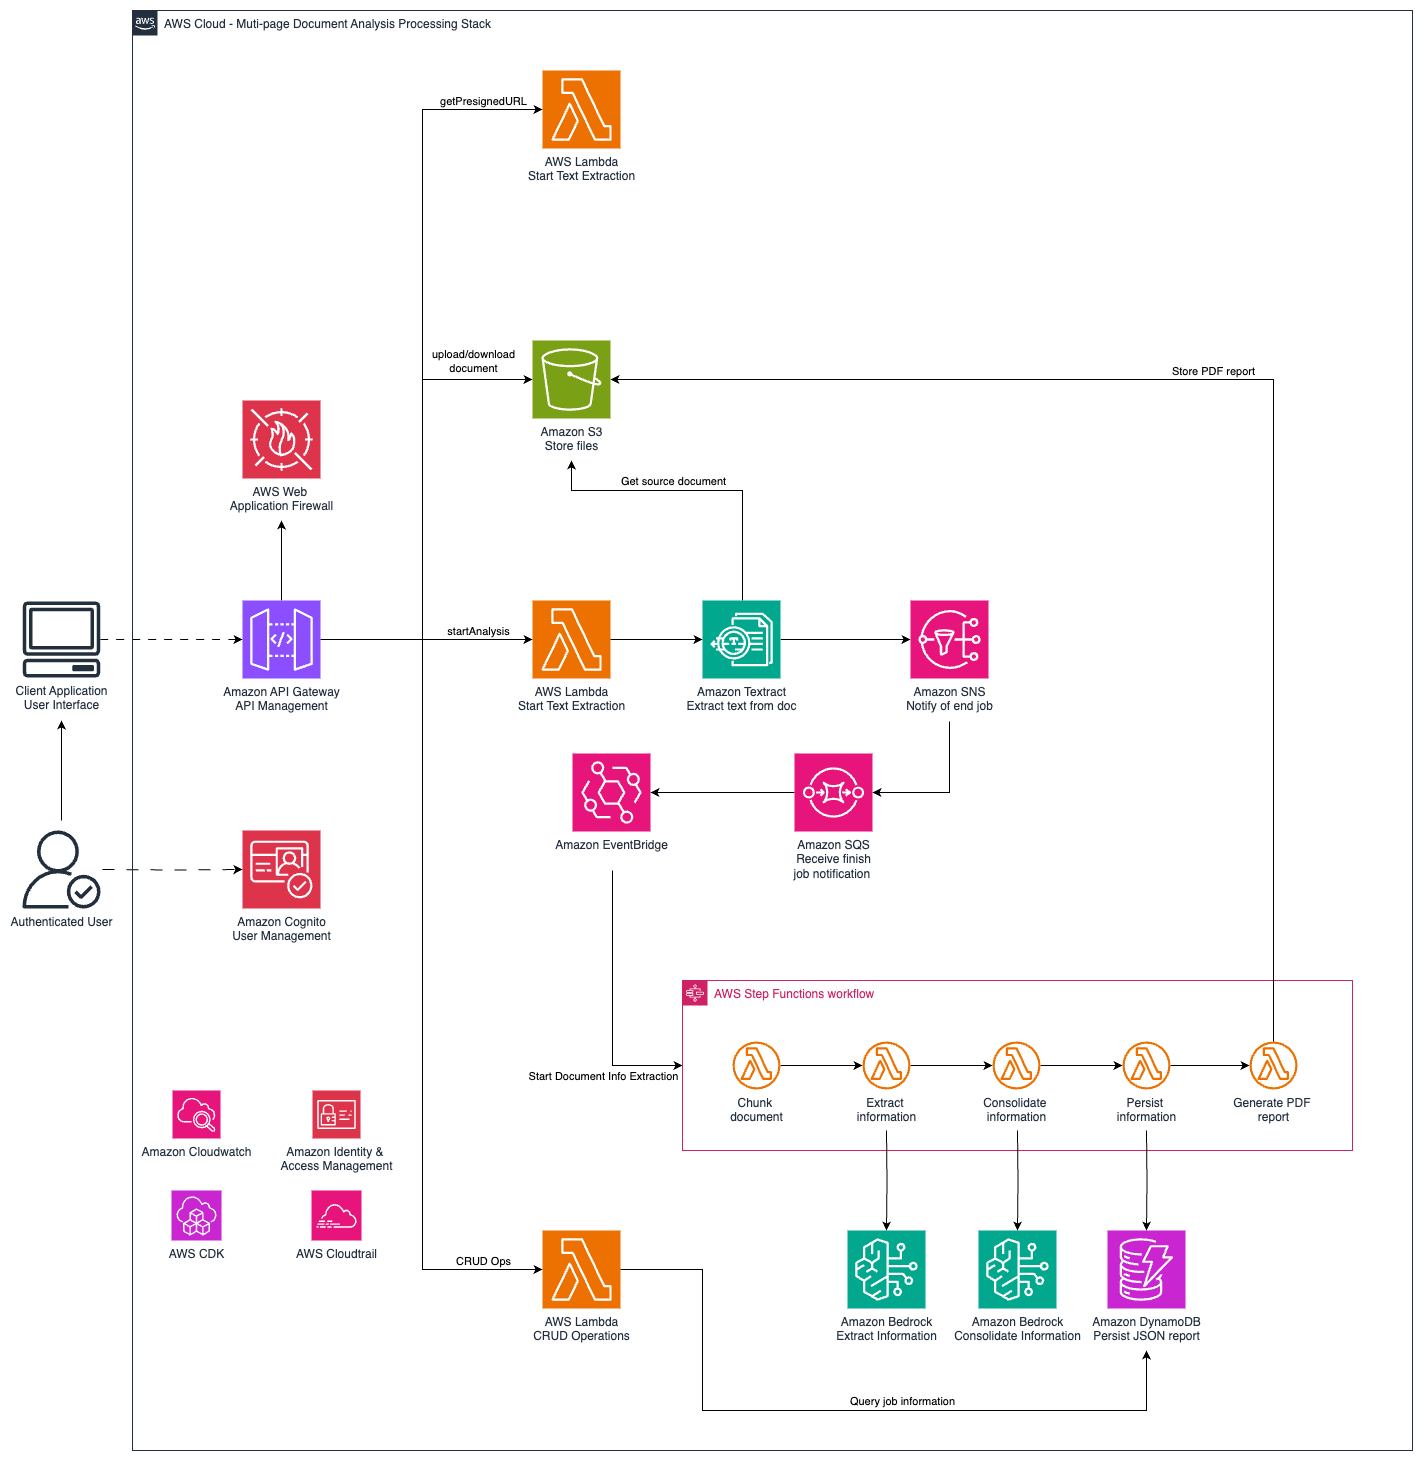 aws
AWS Cloud - Muti-page Document Analysis Processing Stack
getPresignedURL
AWS Lambda
Start Text Extraction
upload/download
document
Amazon S3
Store files
Store PDF report
Get source document
AWS Web
Application Firewall
Client Application
User Interface
Amazon API Gateway
API Management
startAnalysis
AWS Lambda
Start Text Extraction
Amazon Textract
Extract text from doc
Amazon SNS
Notify of end job
Amazon EventBridge
Amazon SQS
Receive finish
job notification
Authenticated User
Amazon Cognito
User Management
AWS Step Functions workflow
Start Document Info Extraction
Chunk
document
Extract
information
Consolidate
information
Persist
information
Generate PDF
report
Amazon Cloudwatch
Amazon Identity &
Access Management
AWS CDK
AWS Cloudtrail
CRUD Ops
AWS Lambda
CRUD Operations
Amazon Bedrock
Extract Information
Amazon Bedrock
Consolidate Information
Amazon DynamoDB
Persist JSON report
Query job information